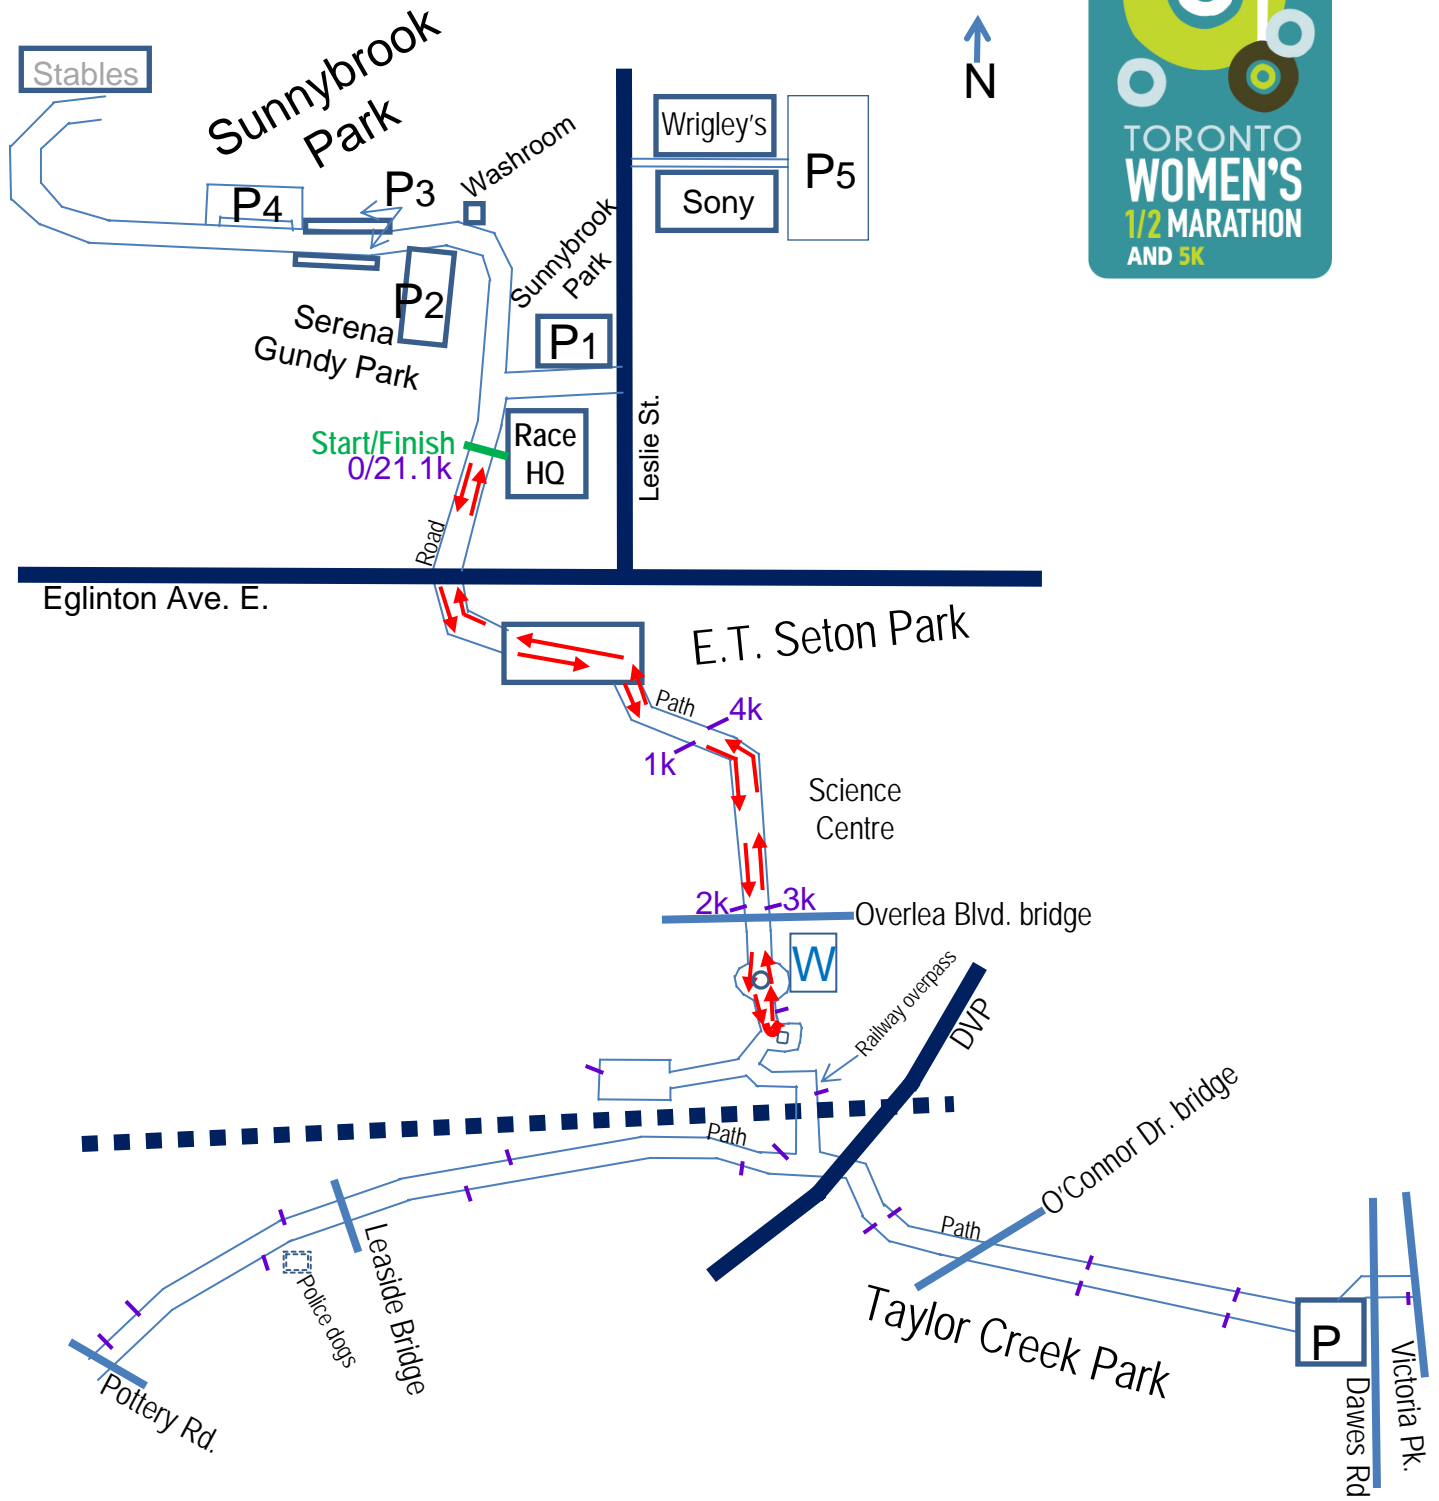 Stables
Sunnybrook
Park
N
TORONTO
WOMEN'S
1/2 MARATHON
AND 5K
Wrigley's
Sony
P5
Washroom
P3
P4
P2
Sunnybrook
Park
P1
Serena
Gundy Park
Leslie St.
Start/Finish
0/21.1k
Race
HQ
Road
Eglinton Ave. E.
E.T. Seton Park
Path
4k
1k
Science
Centre
2k
3k
Overlea Blvd. bridge
W
Railway overpass
DVP
Path
O'Connor Dr. bridge
Path
Leaside Bridge
Police dogs
Pottery Rd.
Taylor Creek Park
P
Dawes Rd
Victoria Pk.